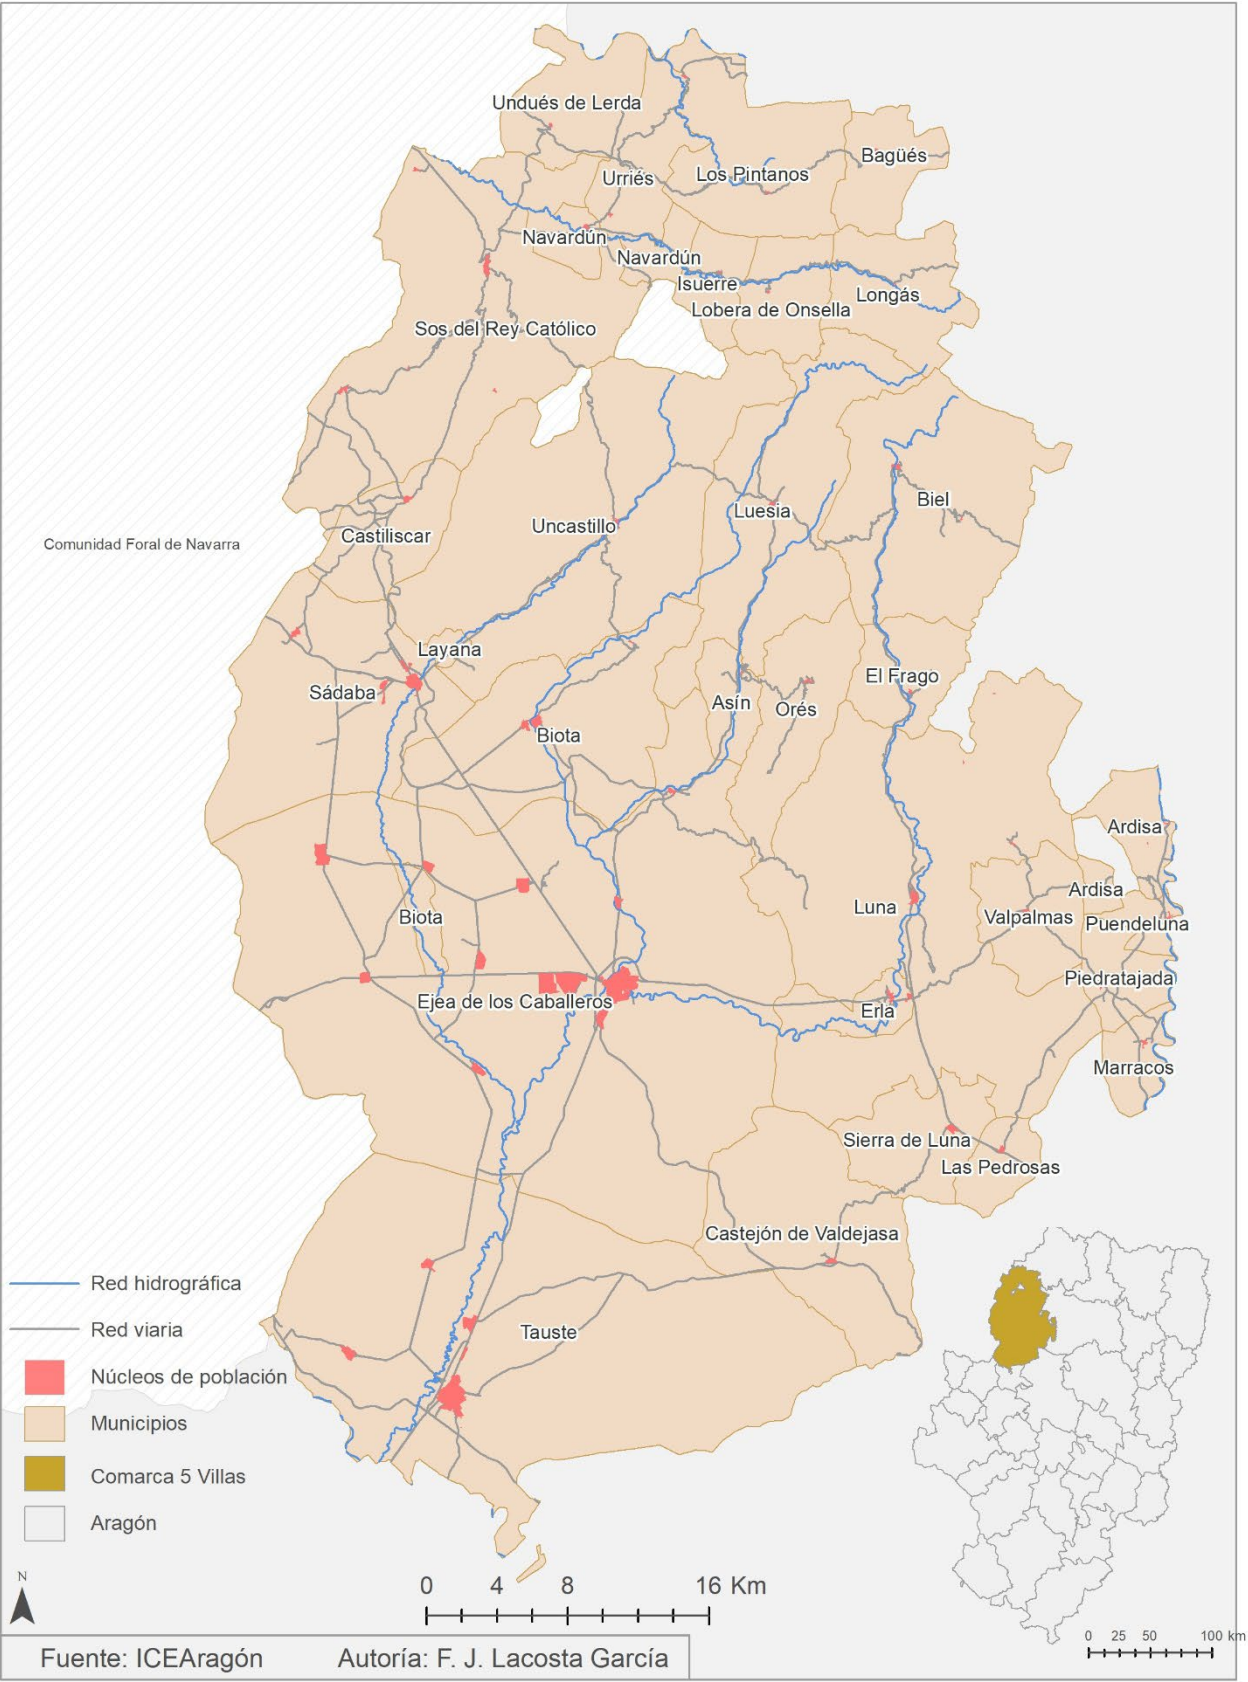 Undués de Lerda
Bagüés
Los Pintanos
Urriés
Navardún
Navardún
Isuerre
Longás
Lobera de Onsella
Sos del Rey Católico
Biel
Luesia
Uncastillo
Castiliscar
Comunidad Foral de Navarra
Layana
El Frago
Sádaba
Asín
Orés
Biota
Ardisa
Ardisa
Luna
Valpalmas
Biota
Puendeluna
Piedratajada
Ejea de los Caballeros
Erla
Marracos
Sierra de Luna
Las Pedrosas
Castejón de Valdejasa
Tauste
Red hidrográfica
Red viaria
Núcleos de población
Municipios
Comarca 5 Villas
Aragón
N
0 4 8 16 Km
0 25 50 100 km
Fuente: ICEAragón Autoría: F. J. Lacosta García